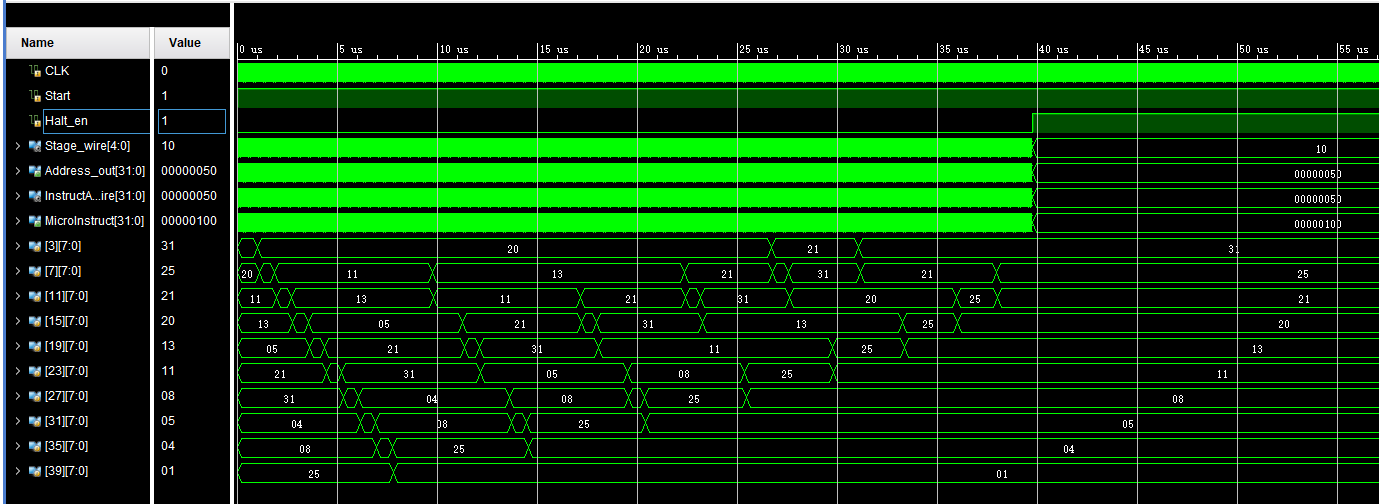 Name Value
0 us 5 us 10 us 15 us 20 us 25 us 30 us 35 us 40 us 45 us 50 us 55 us
CLK 0
Start 1
Halt_en 1
Stage_wire[4:0] 10 10
Address_out[31:0] 00000050 00000050
InstructA...ire[31:0] 00000050 00000050
MicroInstruct[31:0] 00000100 00000100
[3][7:0] 31 20 21 31
[7][7:0] 25 20 11 13 21 31 21 25
[11][7:0] 21 11 13 11 21 31 20 25 21
[15][7:0] 20 13 05 21 31 13 25 20
[19][7:0] 13 05 21 31 11 25 13
[23][7:0] 11 21 31 05 08 25 11
[27][7:0] 08 31 04 08 25 08
[31][7:0] 05 04 08 25 05
[35][7:0] 04 08 25 04
[39][7:0] 01 25 01